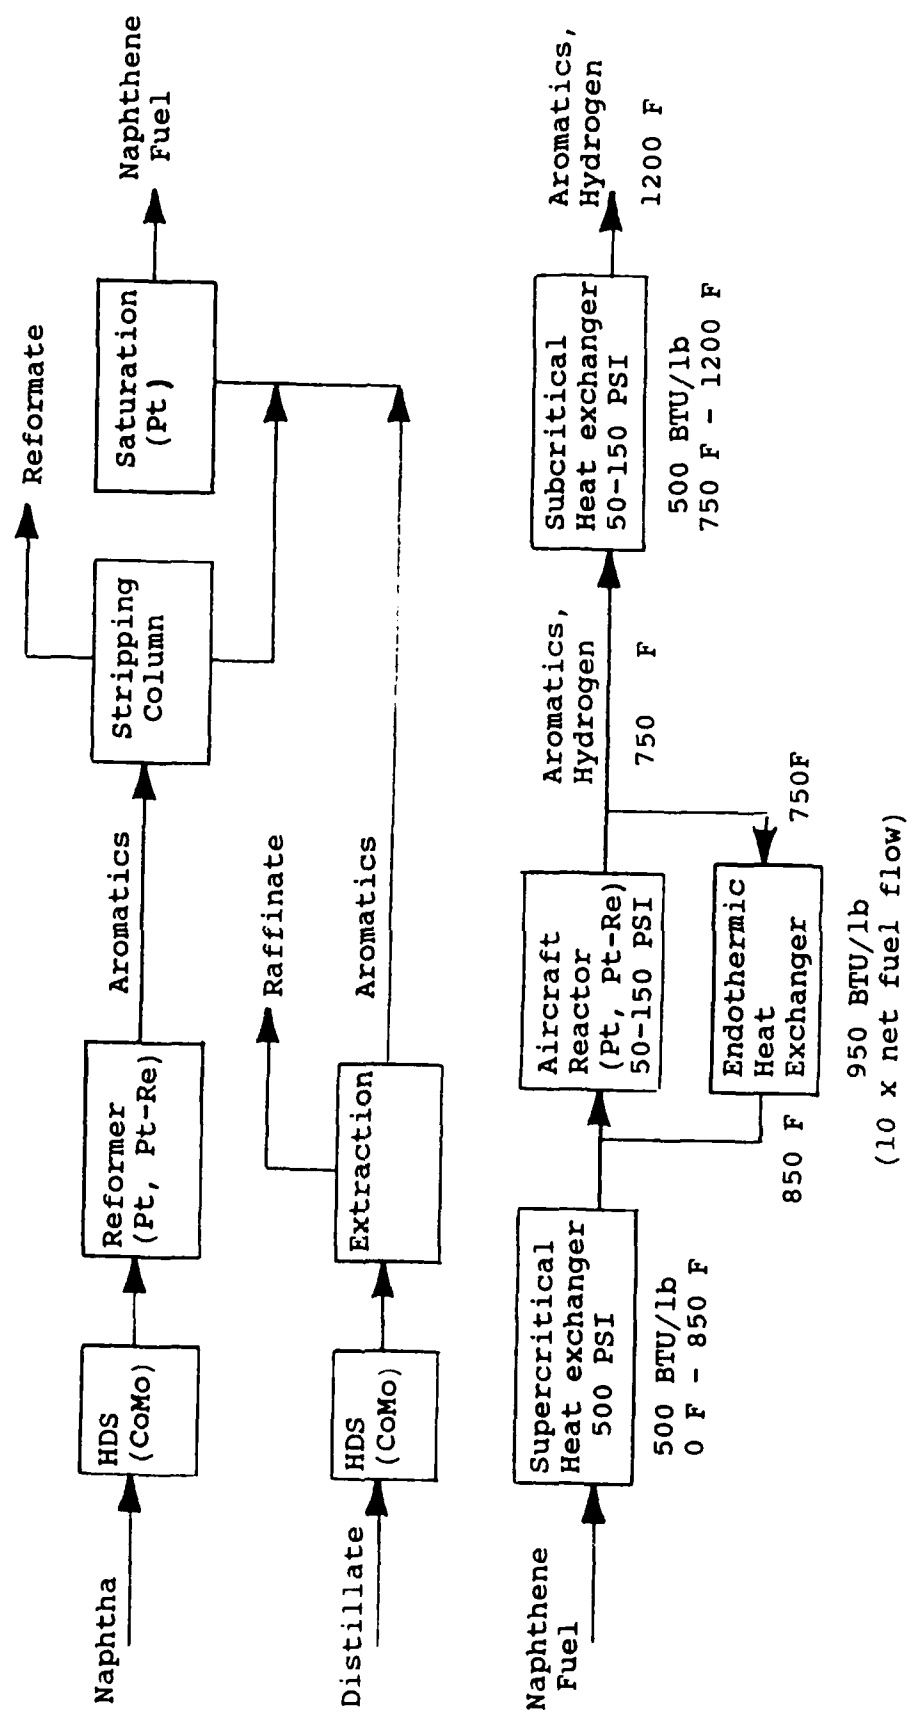 Naphtha
HDS
(CoMo)
Reformer
(Pt, Pt-Re)
Aromatics
Stripping
Column
Reformate
Saturation
(Pt)
Naphthene
Fuel
Distillate
HDS
(CoMo)
Extraction
Raffinate
Aromatics
Naphthene
Fuel
Supercritical
Heat exchanger
500 PSI
500 BTU/lb
0 F - 850 F
Aircraft
Reactor
(Pt, Pt-Re)
50-150 PSI
850 F
Endothermic
Heat
Exchanger
750F
950 BTU/lb
(10 x net fuel flow)
Aromatics,
Hydrogen
750 F
Subcritical
Heat exchanger
50-150 PSI
500 BTU/lb
750 F - 1200 F
Aromatics,
Hydrogen
1200 F